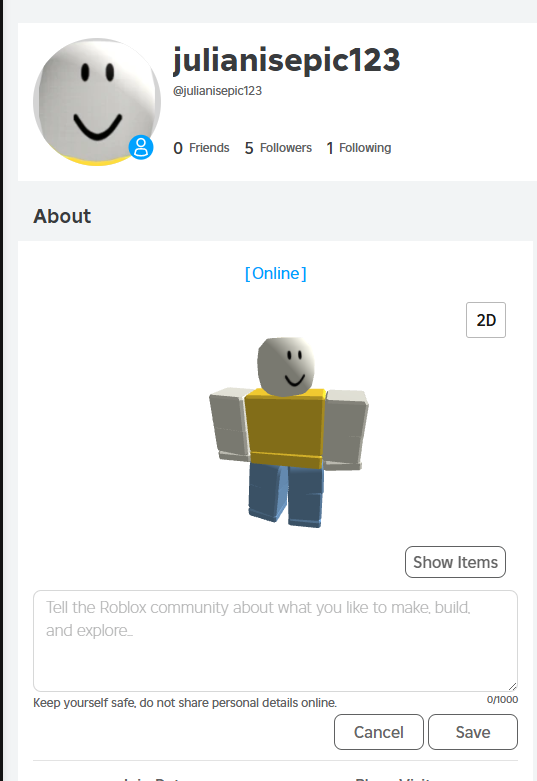 julianisepic123
@julianisepic123
0 Friends 5 Followers 1 Following
About
[ Online ]
2D
Show Items
Tell the Roblox community about what you like to make, build,
and explore...
Keep yourself safe, do not share personal details online.
0/1000
Cancel
Save